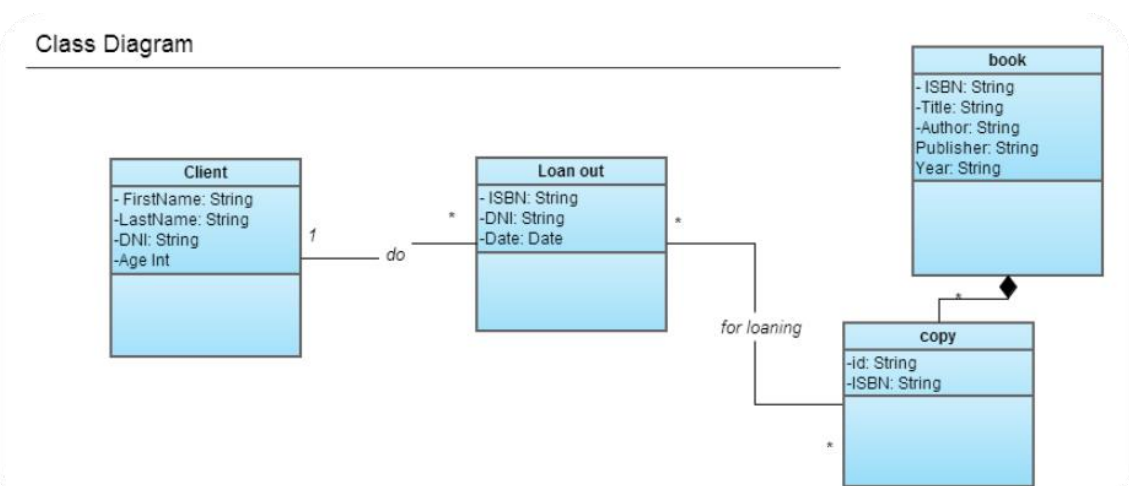 Class Diagram
book
- ISBN: String
-Title: String
-Author: String
Publisher: String
Year: String
Client
- FirstName: String
-LastName: String
-DNI: String
-Age Int
1
do
*
Loan out
- ISBN: String
-DNI: String
-Date: Date
*
for loaning
*
*
copy
-id: String
-ISBN: String